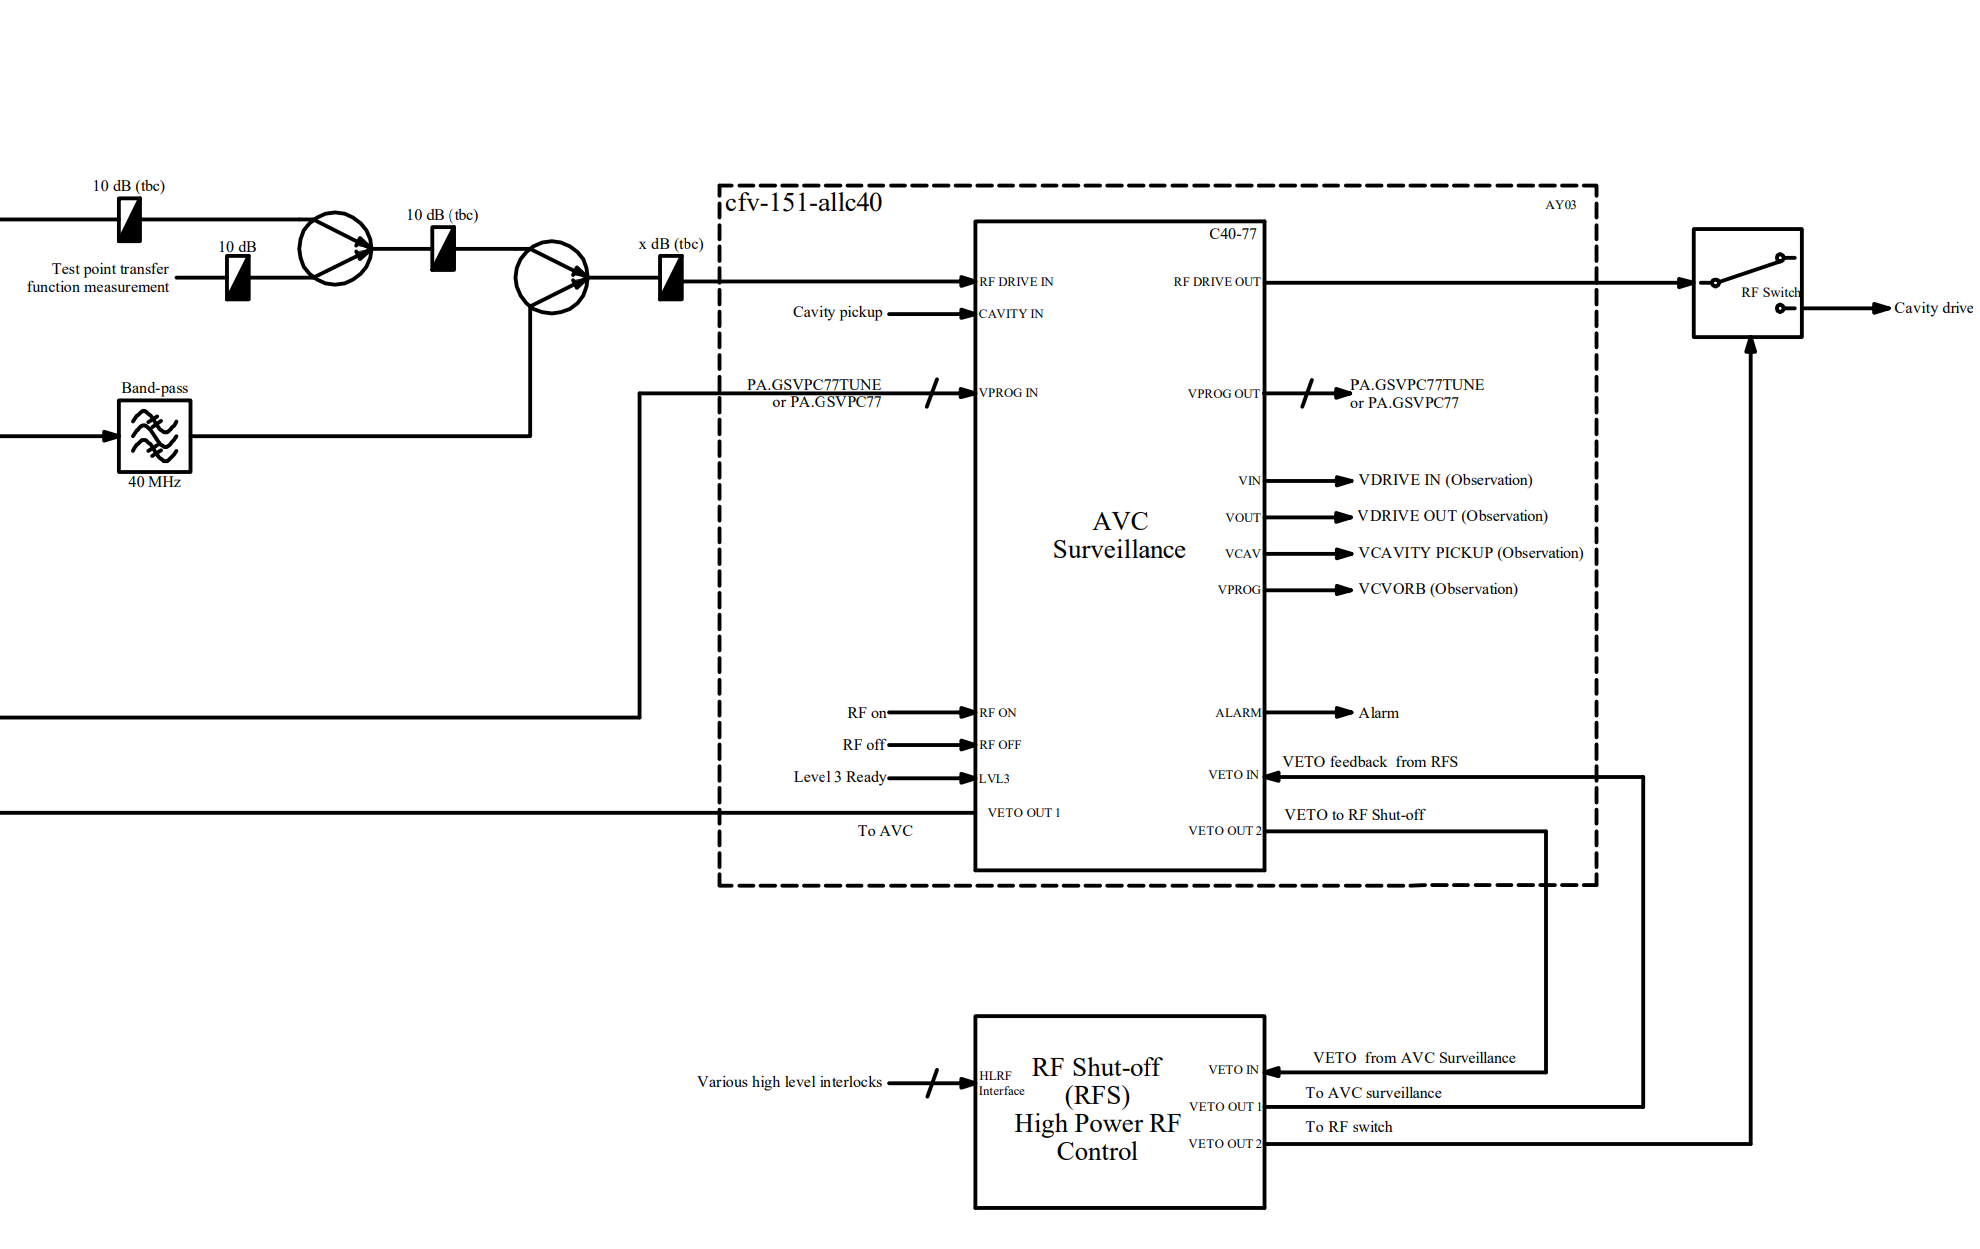 10 dB (tbc)
10 dB
Test point transfer
function measurement
10 dB (tbc)
x dB (tbc)
Band-pass
40 MHz
cfv-151-allc40
AY03
C40-77
RF DRIVE IN
RF DRIVE OUT
Cavity pickup
CAVITY IN
PA.GSVPC77TUNE
or PA.GSVPC77
VPROG IN
VPROG OUT
PA.GSVPC77TUNE
or PA.GSVPC77
VIN
VDRIVE IN (Observation)
VOUT
VDRIVE OUT (Observation)
AVC
Surveillance
VCAV
VCAVITY PICKUP (Observation)
VPROG
VCVORB (Observation)
RF on
RF ON
ALARM
Alarm
RF off
RF OFF
Level 3 Ready
LVL3
VETO IN
VETO feedback  from RFS
VETO OUT 1
To AVC
VETO OUT 2
VETO to RF Shut-off
RF Switch
Cavity drive
Various high level interlocks
HLRF
Interface
RF Shut-off
(RFS)
High Power RF
Control
VETO IN
VETO  from AVC Surveillance
VETO OUT 1
To AVC surveillance
VETO OUT 2
To RF switch